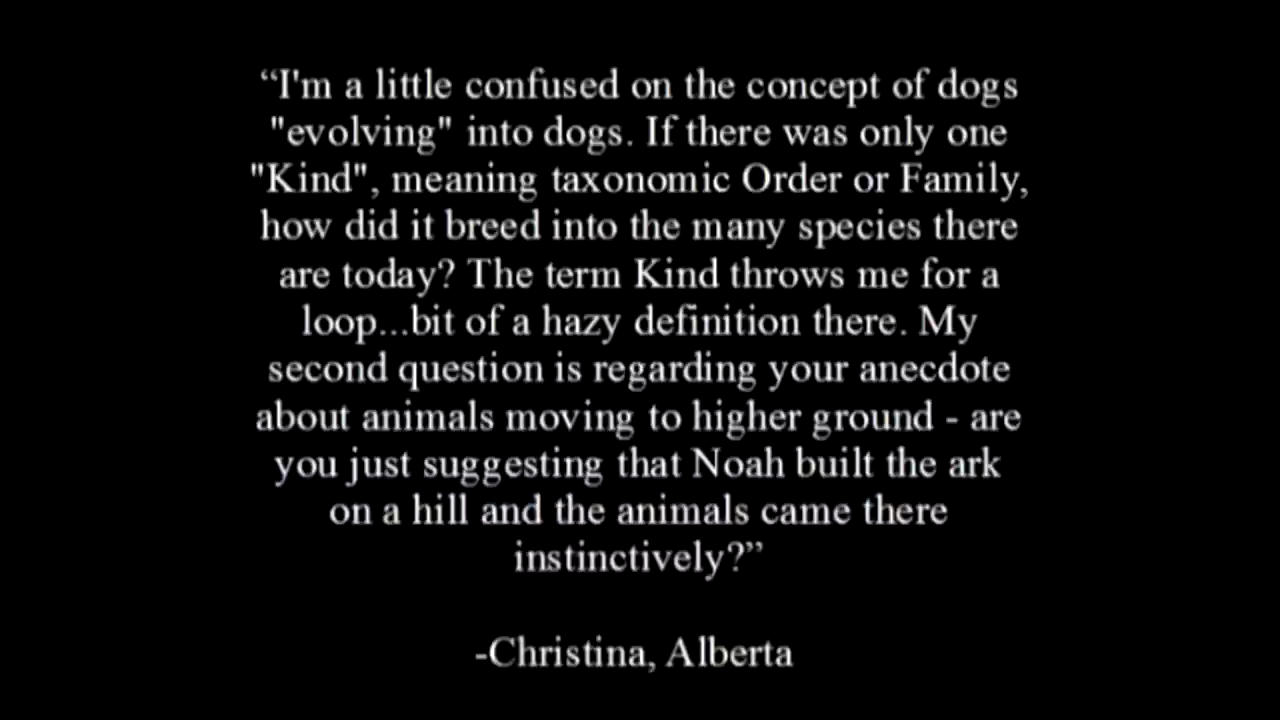 “I'm a little confused on the concept of dogs
"evolving" into dogs. If there was only one
"Kind", meaning taxonomic Order or Family,
how did it breed into the many species there
are today? The term Kind throws me for a
loop...bit of a hazy definition there. My
second question is regarding your anecdote
about animals moving to higher ground - are
you just suggesting that Noah built the ark
on a hill and the animals came there
instinctively?”
-Christina, Alberta